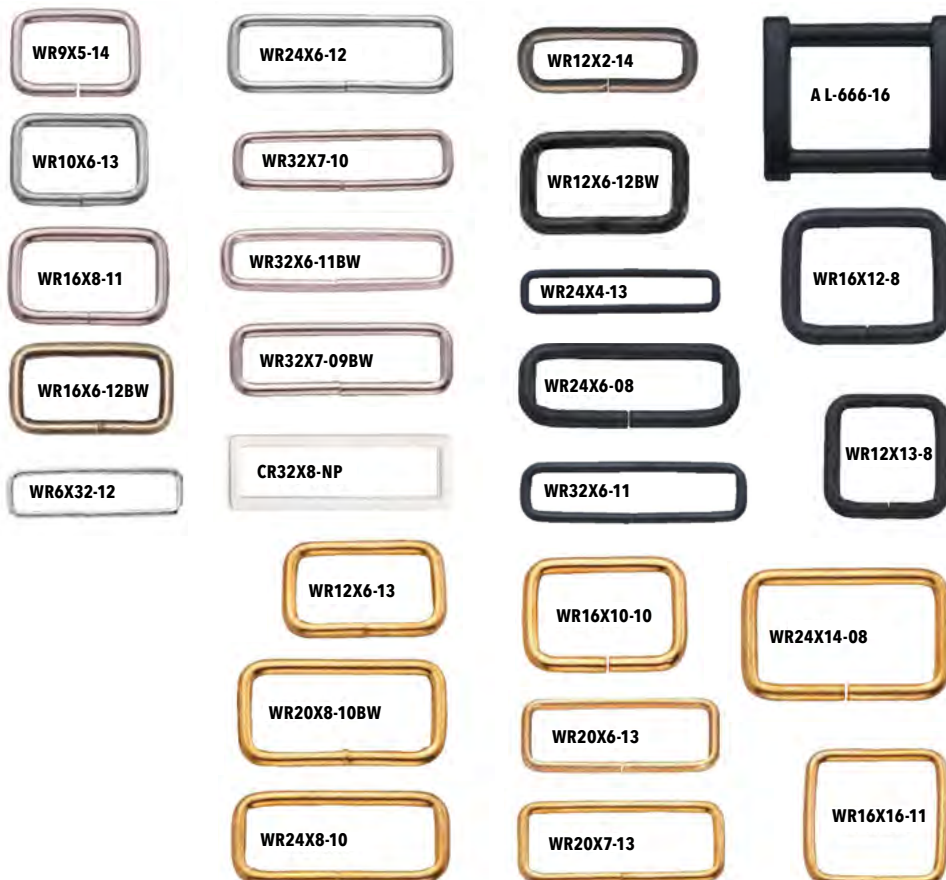 WR9X5-14
WR10X6-13
WR16X8-11
WR16X6-12BW
WR6X32-12
WR24X6-12
WR32X7-10
WR32X6-11BW
WR32X7-09BW
CR32X8-NP
WR12X2-14
WR12X6-12BW
WR24X4-13
WR24X6-08
WR32X6-11
A L-666-16
WR16X12-8
WR12X13-8
WR12X6-13
WR20X8-10BW
WR24X8-10
WR16X10-10
WR20X6-13
WR20X7-13
WR24X14-08
WR16X16-11